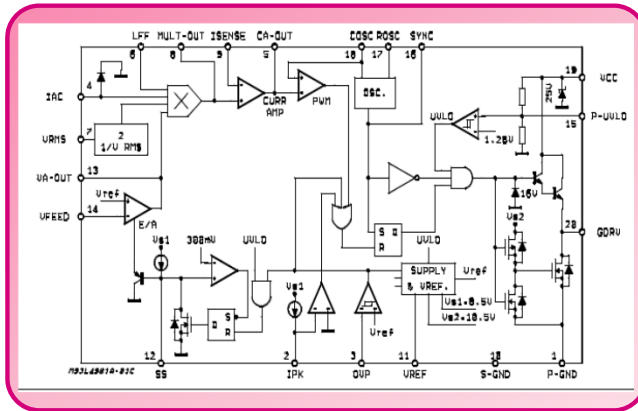 LFF MULT-OUT ISENSE CA-OUT COSC ROSC SYNC
6 8 9 5 18 17 16
IAC 4
X
CURR AMP
PWM
OSC.
UVLO
1.28V
25V
19 VCC
15 P-UVLO
VRMS 7
2
1/V RMS
VA-OUT 13
Vref
VFEED 14
E/A
S Q
R
16V
Vs2
20 GDRV
Vs1
300mV
UVLO
Vs1
UVLO
SUPPLY & VREF.
Vref
Vs1.8.5V
Vs2.18.5V
Q S
R
Vref
12 2 3 11 1
SS IPK OVP VREF S-GND P-GND